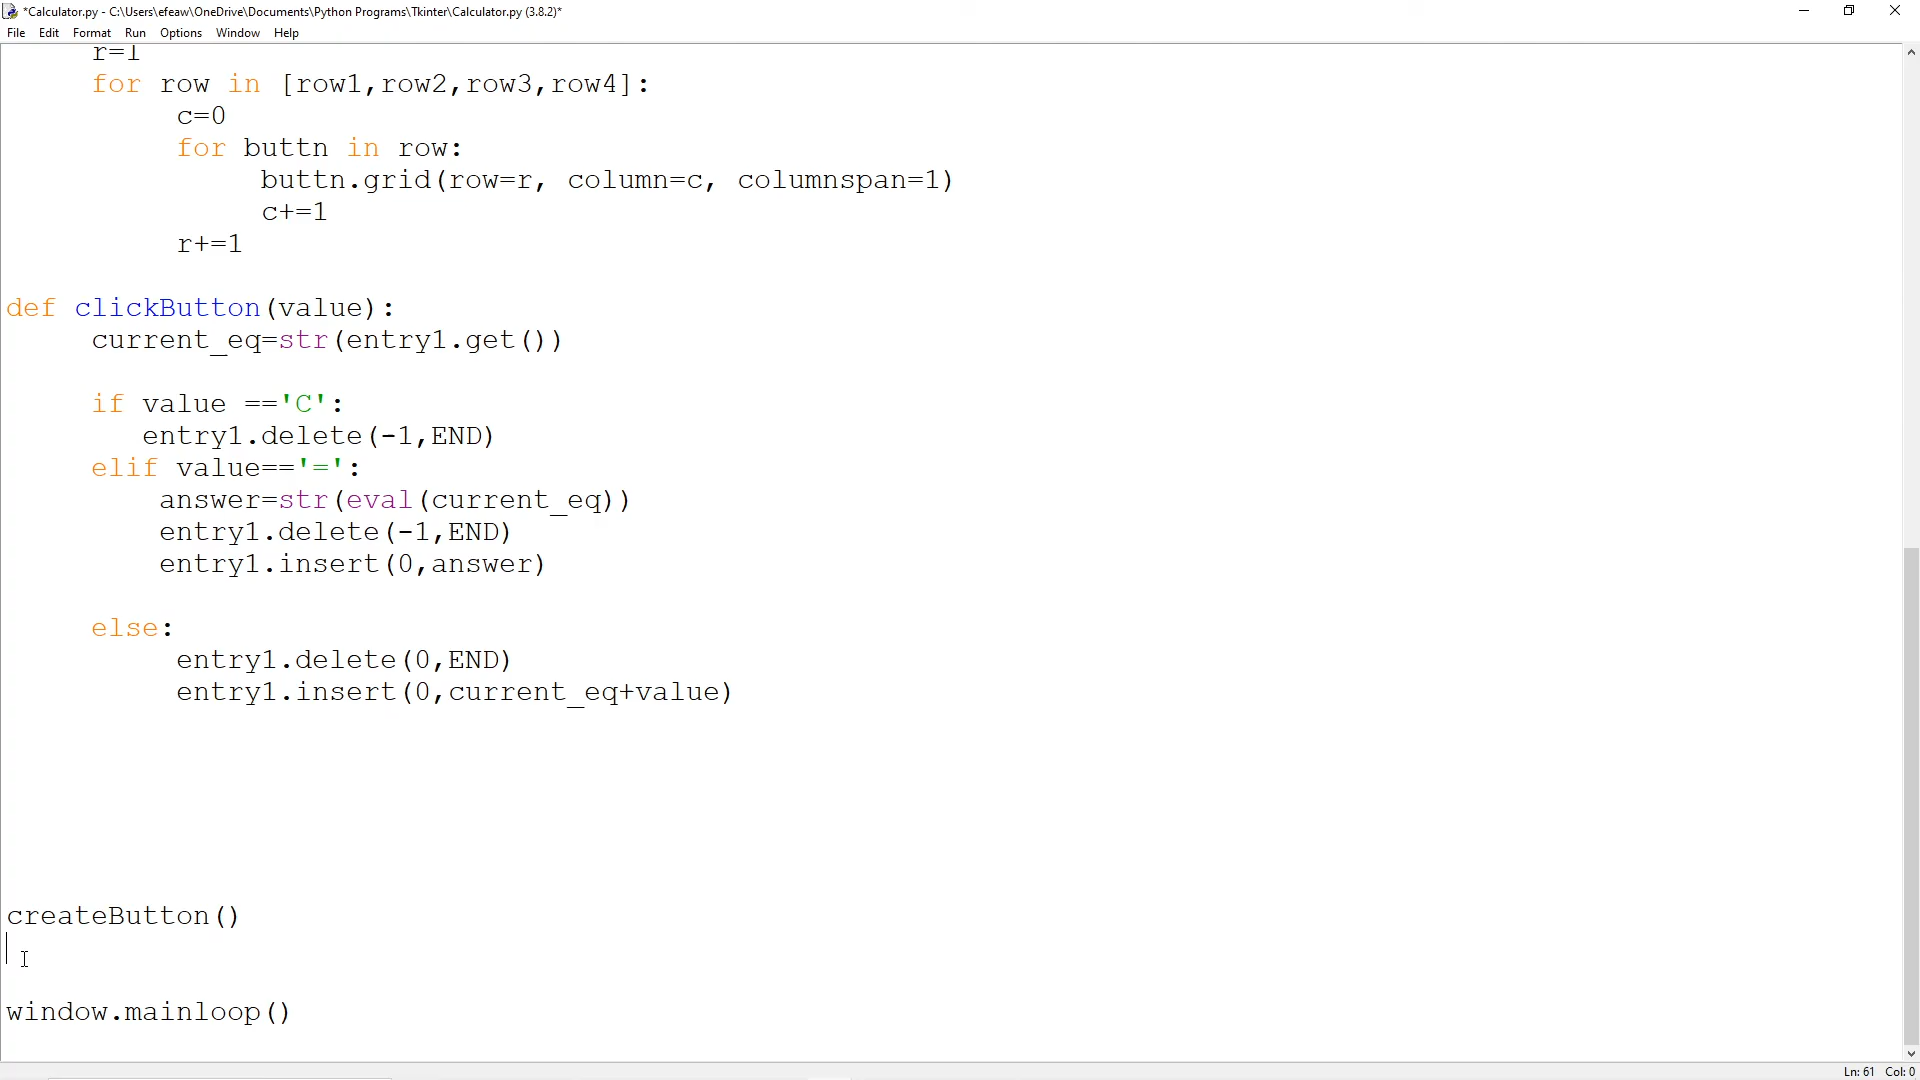 *Calculator.py - C:\Users\efeaw\OneDrive\Documents\Python Programs\Tkinter\Calculator.py (3.8.2)*
File Edit Format Run Options Window Help
r=1
for row in [row1,row2,row3,row4]:
c=0
for buttn in row:
buttn.grid(row=r, column=c, columnspan=1)
c+=1
r+=1
def clickButton(value):
current_eq=str(entry1.get())
if value =='C':
entry1.delete(-1,END)
elif value=='=':
answer=str(eval(current_eq))
entry1.delete(-1,END)
entry1.insert(0,answer)
else:
entry1.delete(0,END)
entry1.insert(0,current_eq+value)
createButton()
window.mainloop()
Ln: 61 Col: 0